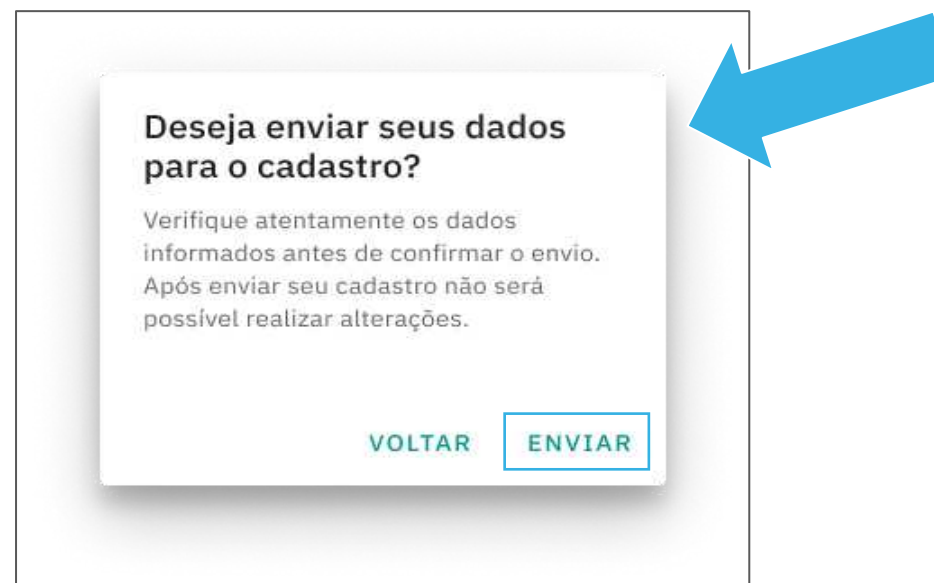 Deseja enviar seus dados
para o cadastro?
Verifique atentamente os dados
informados antes de confirmar o envio.
Após enviar seu cadastro não será
possível realizar alterações.
VOLTAR ENVIAR